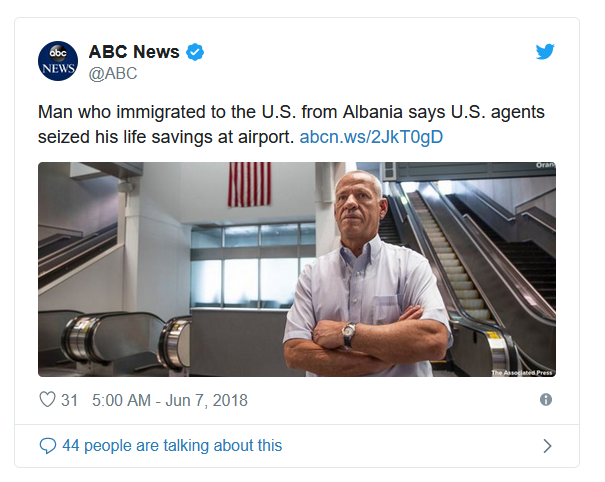 abc
NEWS
ABC News
@ABC
Man who immigrated to the U.S. from Albania says U.S. agents
seized his life savings at airport. abcn.ws/2JkT0gD
Oran
The Associated Press
31 5:00 AM - Jun 7, 2018
44 people are talking about this